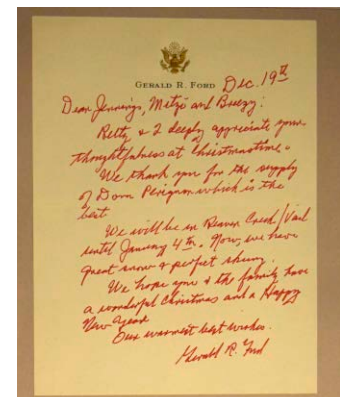 GERALD R. FORD
Dec. 19th
Dear Jennings, Mitzi and Breezy:
Betty & I deeply appreciate your
thoughtfulness at Christmastime.
We thank you for the supply
of Dom Perignon which is the
best.
We will be in Beaver Creek/Vail
until January 4th. Now, we have
great snow & perfect skiing.
We hope you & the family have
a wonderful Christmas and a Happy
New Year.
Our warmest best wishes.
Gerald R. Ford